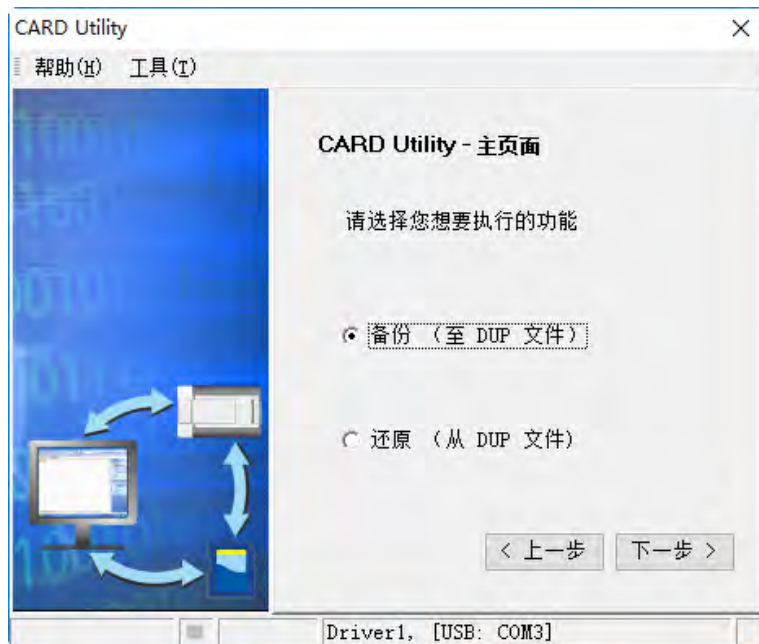 CARD Utility
帮助(H) 工具(T)
CARD Utility - 主页面
请选择您想要执行的功能
备份 （至 DUP 文件）
还原 （从 DUP 文件)
< 上一步 下一步 >
Driver1, [USB: COM3]